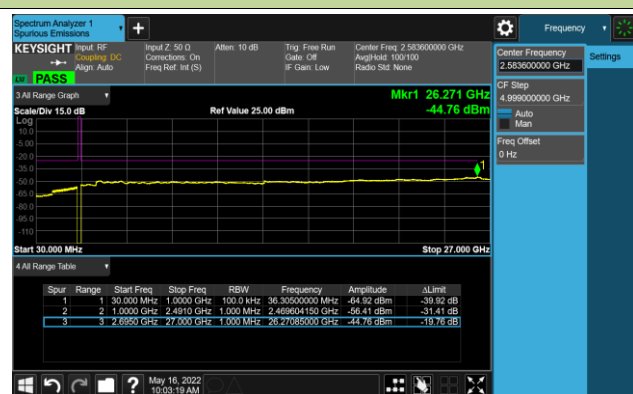 Spectrum Analyzer 1
Spurious Emissions
Frequency
KEYSIGHT
Input: RF
Coupling: DC
Align: Auto
Input Z: 50 Ω
Corrections: On
Freq Ref: Int (S)
Atten: 10 dB
Trig: Free Run
Gate: Off
IF Gain: Low
Center Freq: 2.583600000 GHz
Avg|Hold: 100/100
Radio Std: None
PASS
Center Frequency
2.583600000 GHz
Settings
CF Step
4.999000000 GHz
Auto
Man
Freq Offset
0 Hz
3 All Range Graph
Mkr1 26.271 GHz
-44.76 dBm
Scale/Div 15.0 dB
Ref Value 25.00 dBm
Log
10.0
-5.00
-20.0
-35.0
-50.0
-65.0
-80.0
-95.0
-110
1
Start 30.000 MHz
Stop 27.000 GHz
4 All Range Table
Spur Range Start Freq Stop Freq RBW Frequency Amplitude ΔLimit
1 1 30.000 MHz 1.0000 GHz 100.0 kHz 36.30500000 MHz -64.92 dBm -39.92 dB
2 2 1.0000 GHz 2.4910 GHz 1.000 MHz 2.469604150 GHz -56.41 dBm -31.41 dB
3 3 2.6950 GHz 27.000 GHz 1.000 MHz 26.27085000 GHz -44.76 dBm -19.76 dB
May 16, 2022
10:03:19 AM